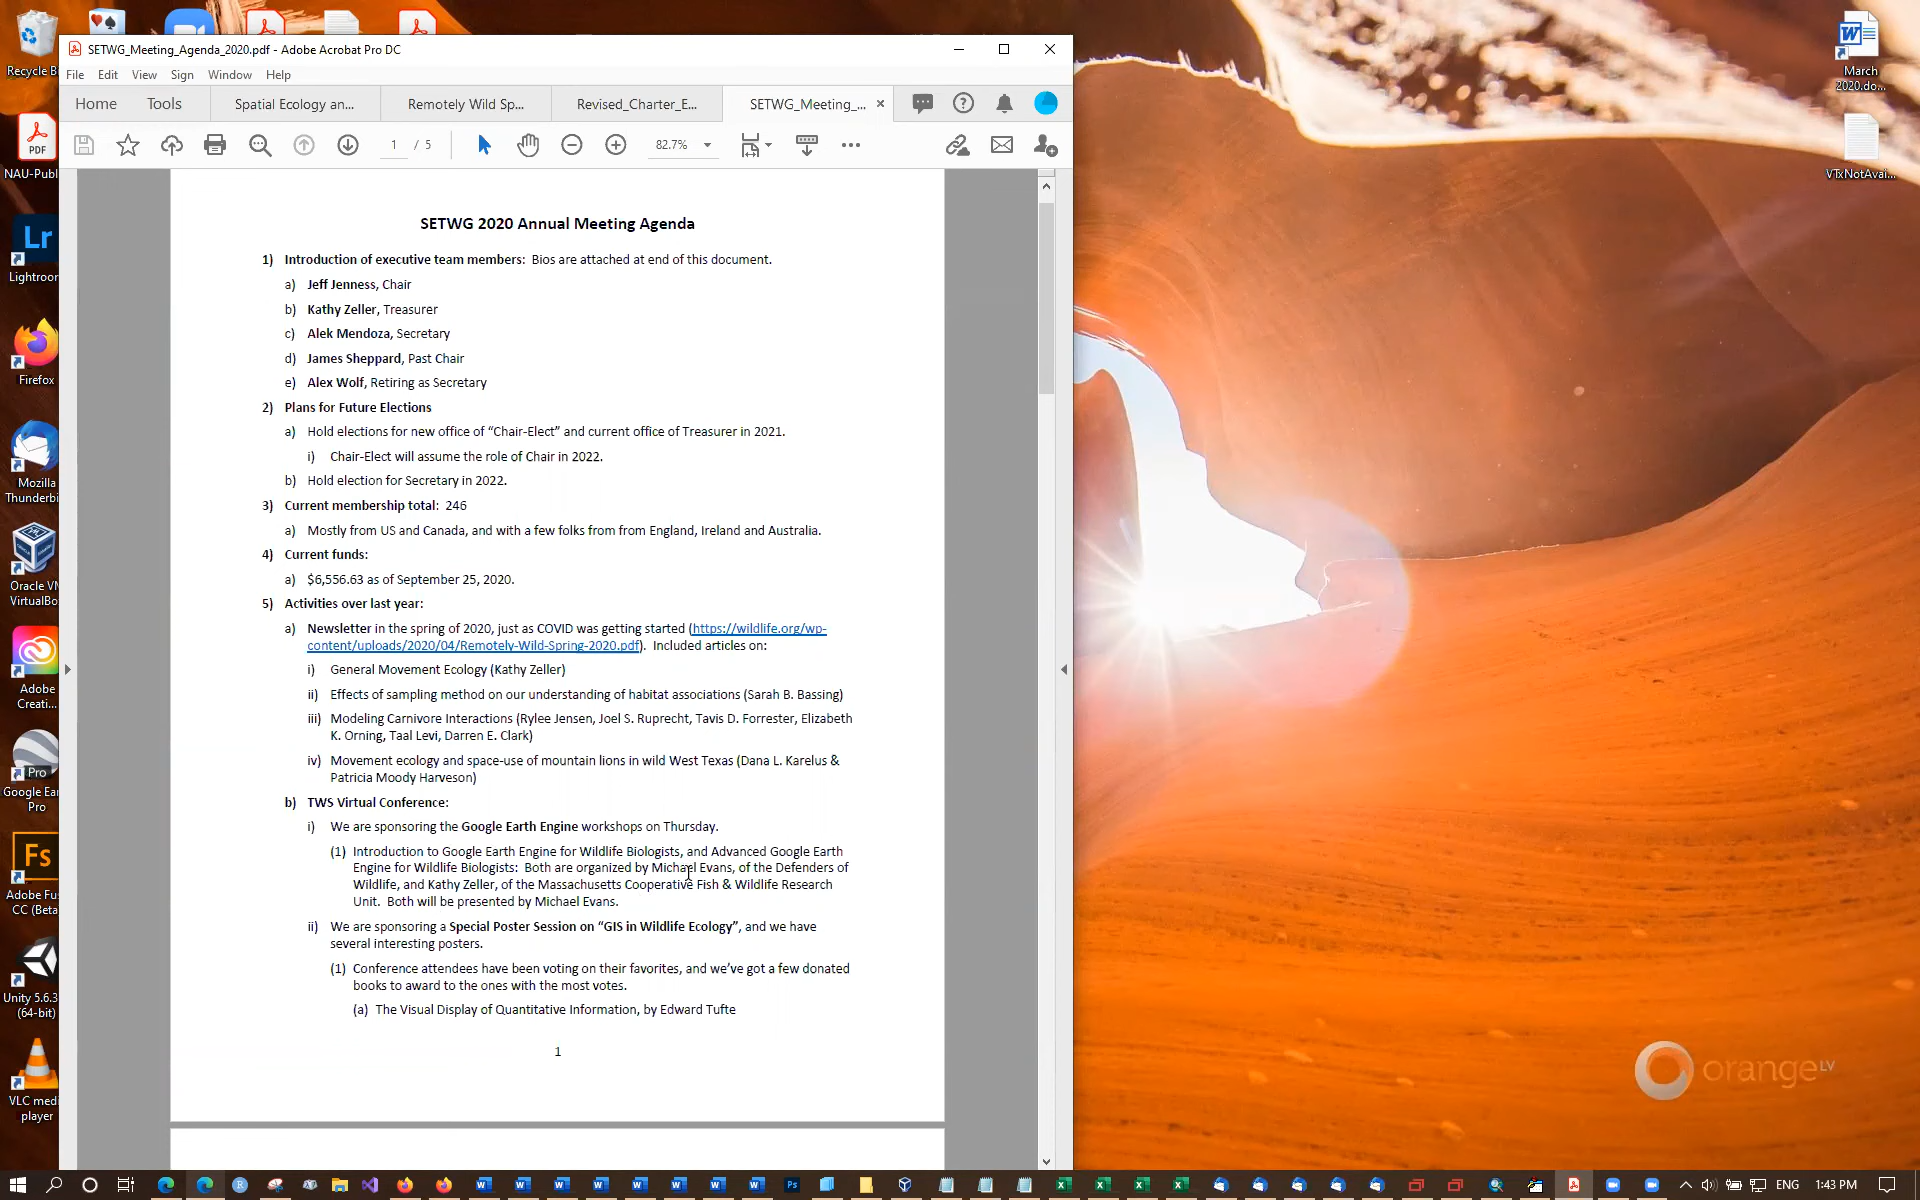 SETWG_Meeting_Agenda_2020.pdf - Adobe Acrobat Pro DC
File Edit View Sign Window Help
Home Tools Spatial Ecology an... Remotely Wild Sp... Revised_Charter_E... SETWG_Meeting_...
1 / 5 82.7%
SETWG 2020 Annual Meeting Agenda
1) Introduction of executive team members: Bios are attached at end of this document.
a) Jeff Jenness, Chair
b) Kathy Zeller, Treasurer
c) Alek Mendoza, Secretary
d) James Sheppard, Past Chair
e) Alex Wolf, Retiring as Secretary
2) Plans for Future Elections
a) Hold elections for new office of “Chair-Elect” and current office of Treasurer in 2021.
i) Chair-Elect will assume the role of Chair in 2022.
b) Hold election for Secretary in 2022.
3) Current membership total: 246
a) Mostly from US and Canada, and with a few folks from from England, Ireland and Australia.
4) Current funds:
a) $6,556.63 as of September 25, 2020.
5) Activities over last year:
a) Newsletter in the spring of 2020, just as COVID was getting started (https://wildlife.org/wp-
content/uploads/2020/04/Remotely-Wild-Spring-2020.pdf). Included articles on:
i) General Movement Ecology (Kathy Zeller)
ii) Effects of sampling method on our understanding of habitat associations (Sarah B. Bassing)
iii) Modeling Carnivore Interactions (Rylee Jensen, Joel S. Ruprecht, Tavis D. Forrester, Elizabeth
K. Orning, Taal Levi, Darren E. Clark)
iv) Movement ecology and space-use of mountain lions in wild West Texas (Dana L. Karelus &
Patricia Moody Harveson)
b) TWS Virtual Conference:
i) We are sponsoring the Google Earth Engine workshops on Thursday.
(1) Introduction to Google Earth Engine for Wildlife Biologists, and Advanced Google Earth
Engine for Wildlife Biologists: Both are organized by Michael Evans, of the Defenders of
Wildlife, and Kathy Zeller, of the Massachusetts Cooperative Fish & Wildlife Research
Unit. Both will be presented by Michael Evans.
ii) We are sponsoring a Special Poster Session on “GIS in Wildlife Ecology”, and we have
several interesting posters.
(1) Conference attendees have been voting on their favorites, and we’ve got a few donated
books to award to the ones with the most votes.
(a) The Visual Display of Quantitative Information, by Edward Tufte
1
Recycle B
PDF
NAU-Publ
Lr
Lightroom
Firefox
Mozilla
Thunderbi
Oracle VM
VirtualBo
Adobe
Creati...
Pro
Google Ear
Pro
Fs
Adobe Fu
CC (Beta
Unity 5.6.3
(64-bit)
VLC medi
player
March
2020.do...
VTxNotAvai...
orange LV
ENG 1:43 PM